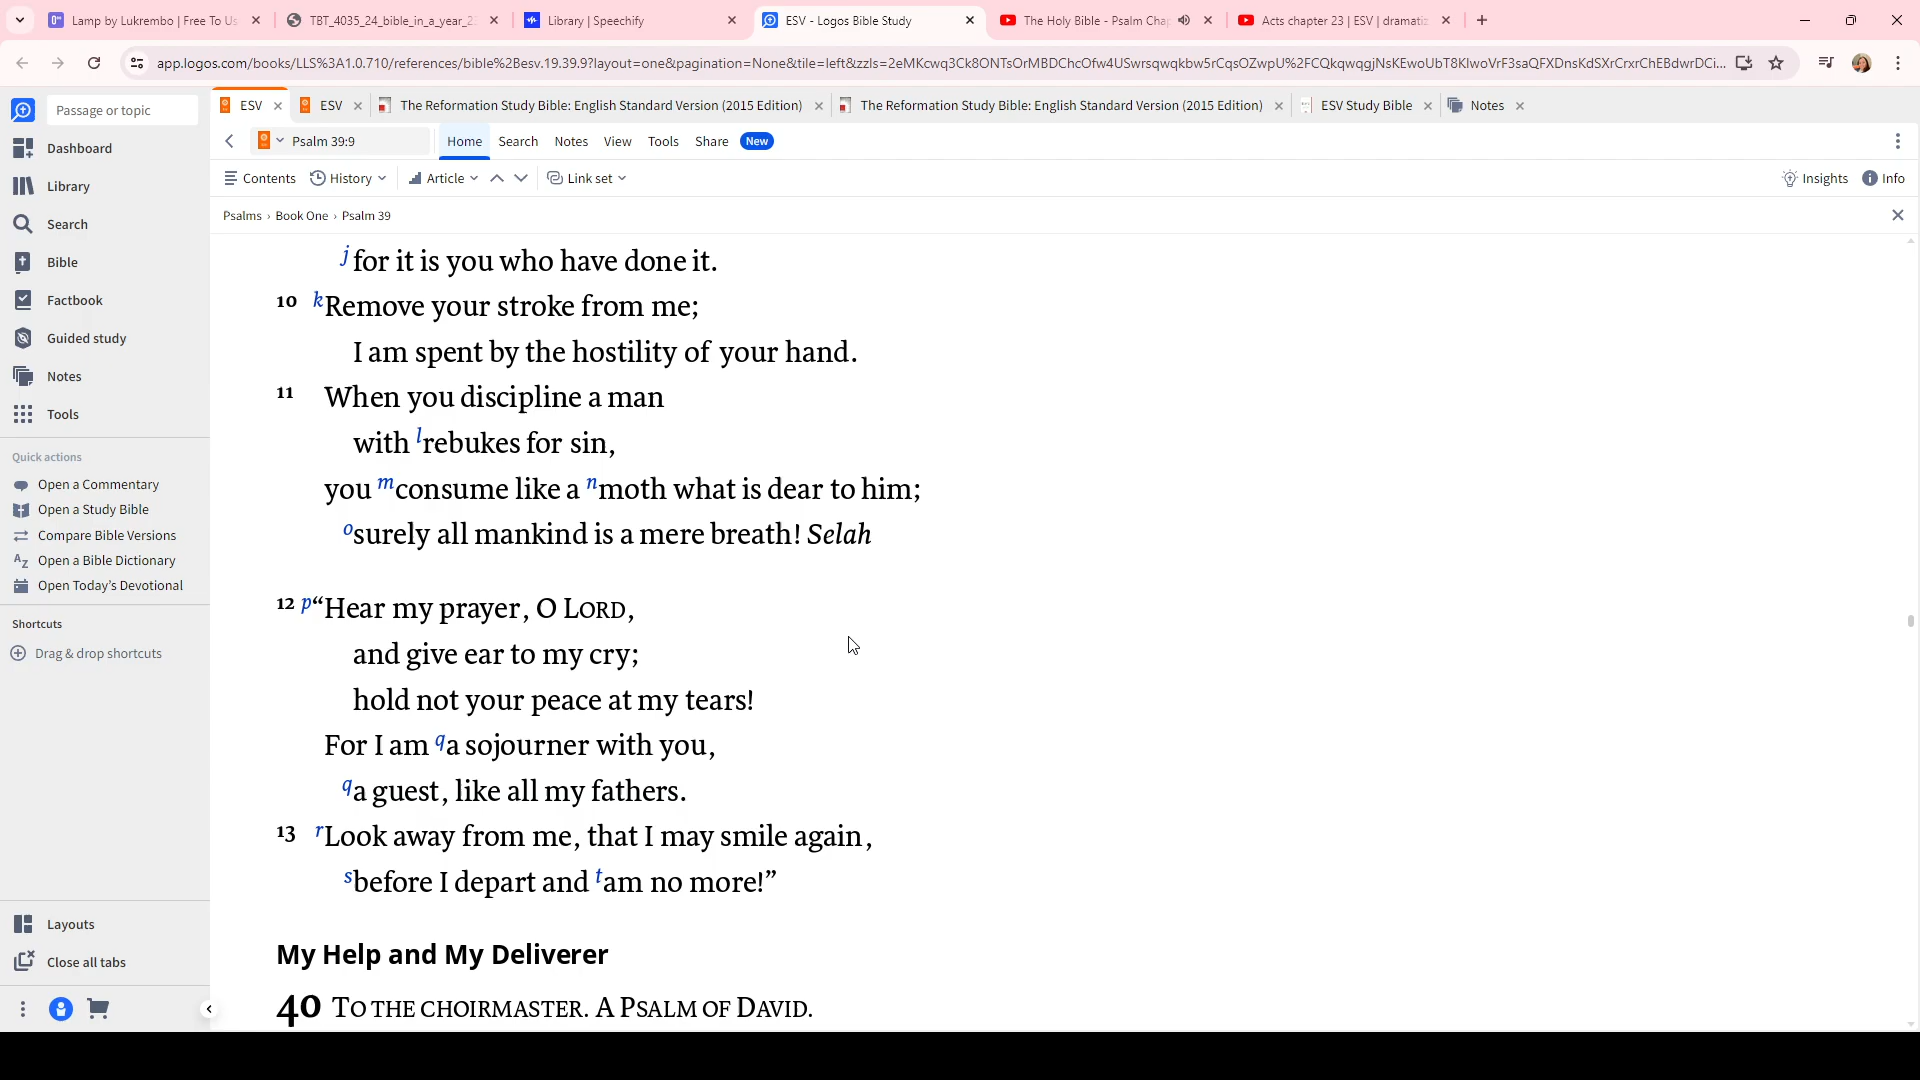 Lamp by Lukrembo | Free To Us
TBT_4035_24_bible_in_a_year_2
Library | Speechify
ESV - Logos Bible Study
The Holy Bible - Psalm Chap
Acts chapter 23 | ESV | dramatiz
app.logos.com/books/LLS%3A1.0.710/references/bible%2Besv.19.39.9?layout=one&pagination=None&tile=left&zzls=2eMKcwq3Ck8ONTsOrMBDChcOfw4USwrsqwqkbw5rCqsOZwpU%2FCQkqwqgjNsKEwoUbT8KlwoVrF3saQFXDnsKdSXrCrxrChEBdwrDCi...
Passage or topic
ESV
ESV
The Reformation Study Bible: English Standard Version (2015 Edition)
The Reformation Study Bible: English Standard Version (2015 Edition)
ESV Study Bible
Notes
Psalm 39:9
Home
Search
Notes
View
Tools
Share
New
Contents
History
Article
Link set
Insights
Info
Psalms › Book One › Psalm 39
Dashboard
Library
Search
Bible
Factbook
Guided study
Notes
Tools
Quick actions
Open a Commentary
Open a Study Bible
Compare Bible Versions
Open a Bible Dictionary
Open Today's Devotional
Shortcuts
Drag & drop shortcuts
Layouts
Close all tabs
j for it is you who have done it.
10 k Remove your stroke from me;
I am spent by the hostility of your hand.
11 When you discipline a man
with l rebukes for sin,
you m consume like a n moth what is dear to him;
o surely all mankind is a mere breath! Selah
12 p “Hear my prayer, O LORD,
and give ear to my cry;
hold not your peace at my tears!
For I am q a sojourner with you,
q a guest, like all my fathers.
13 r Look away from me, that I may smile again,
s before I depart and t am no more!”
My Help and My Deliverer
40 TO THE CHOIRMASTER. A PSALM OF DAVID.